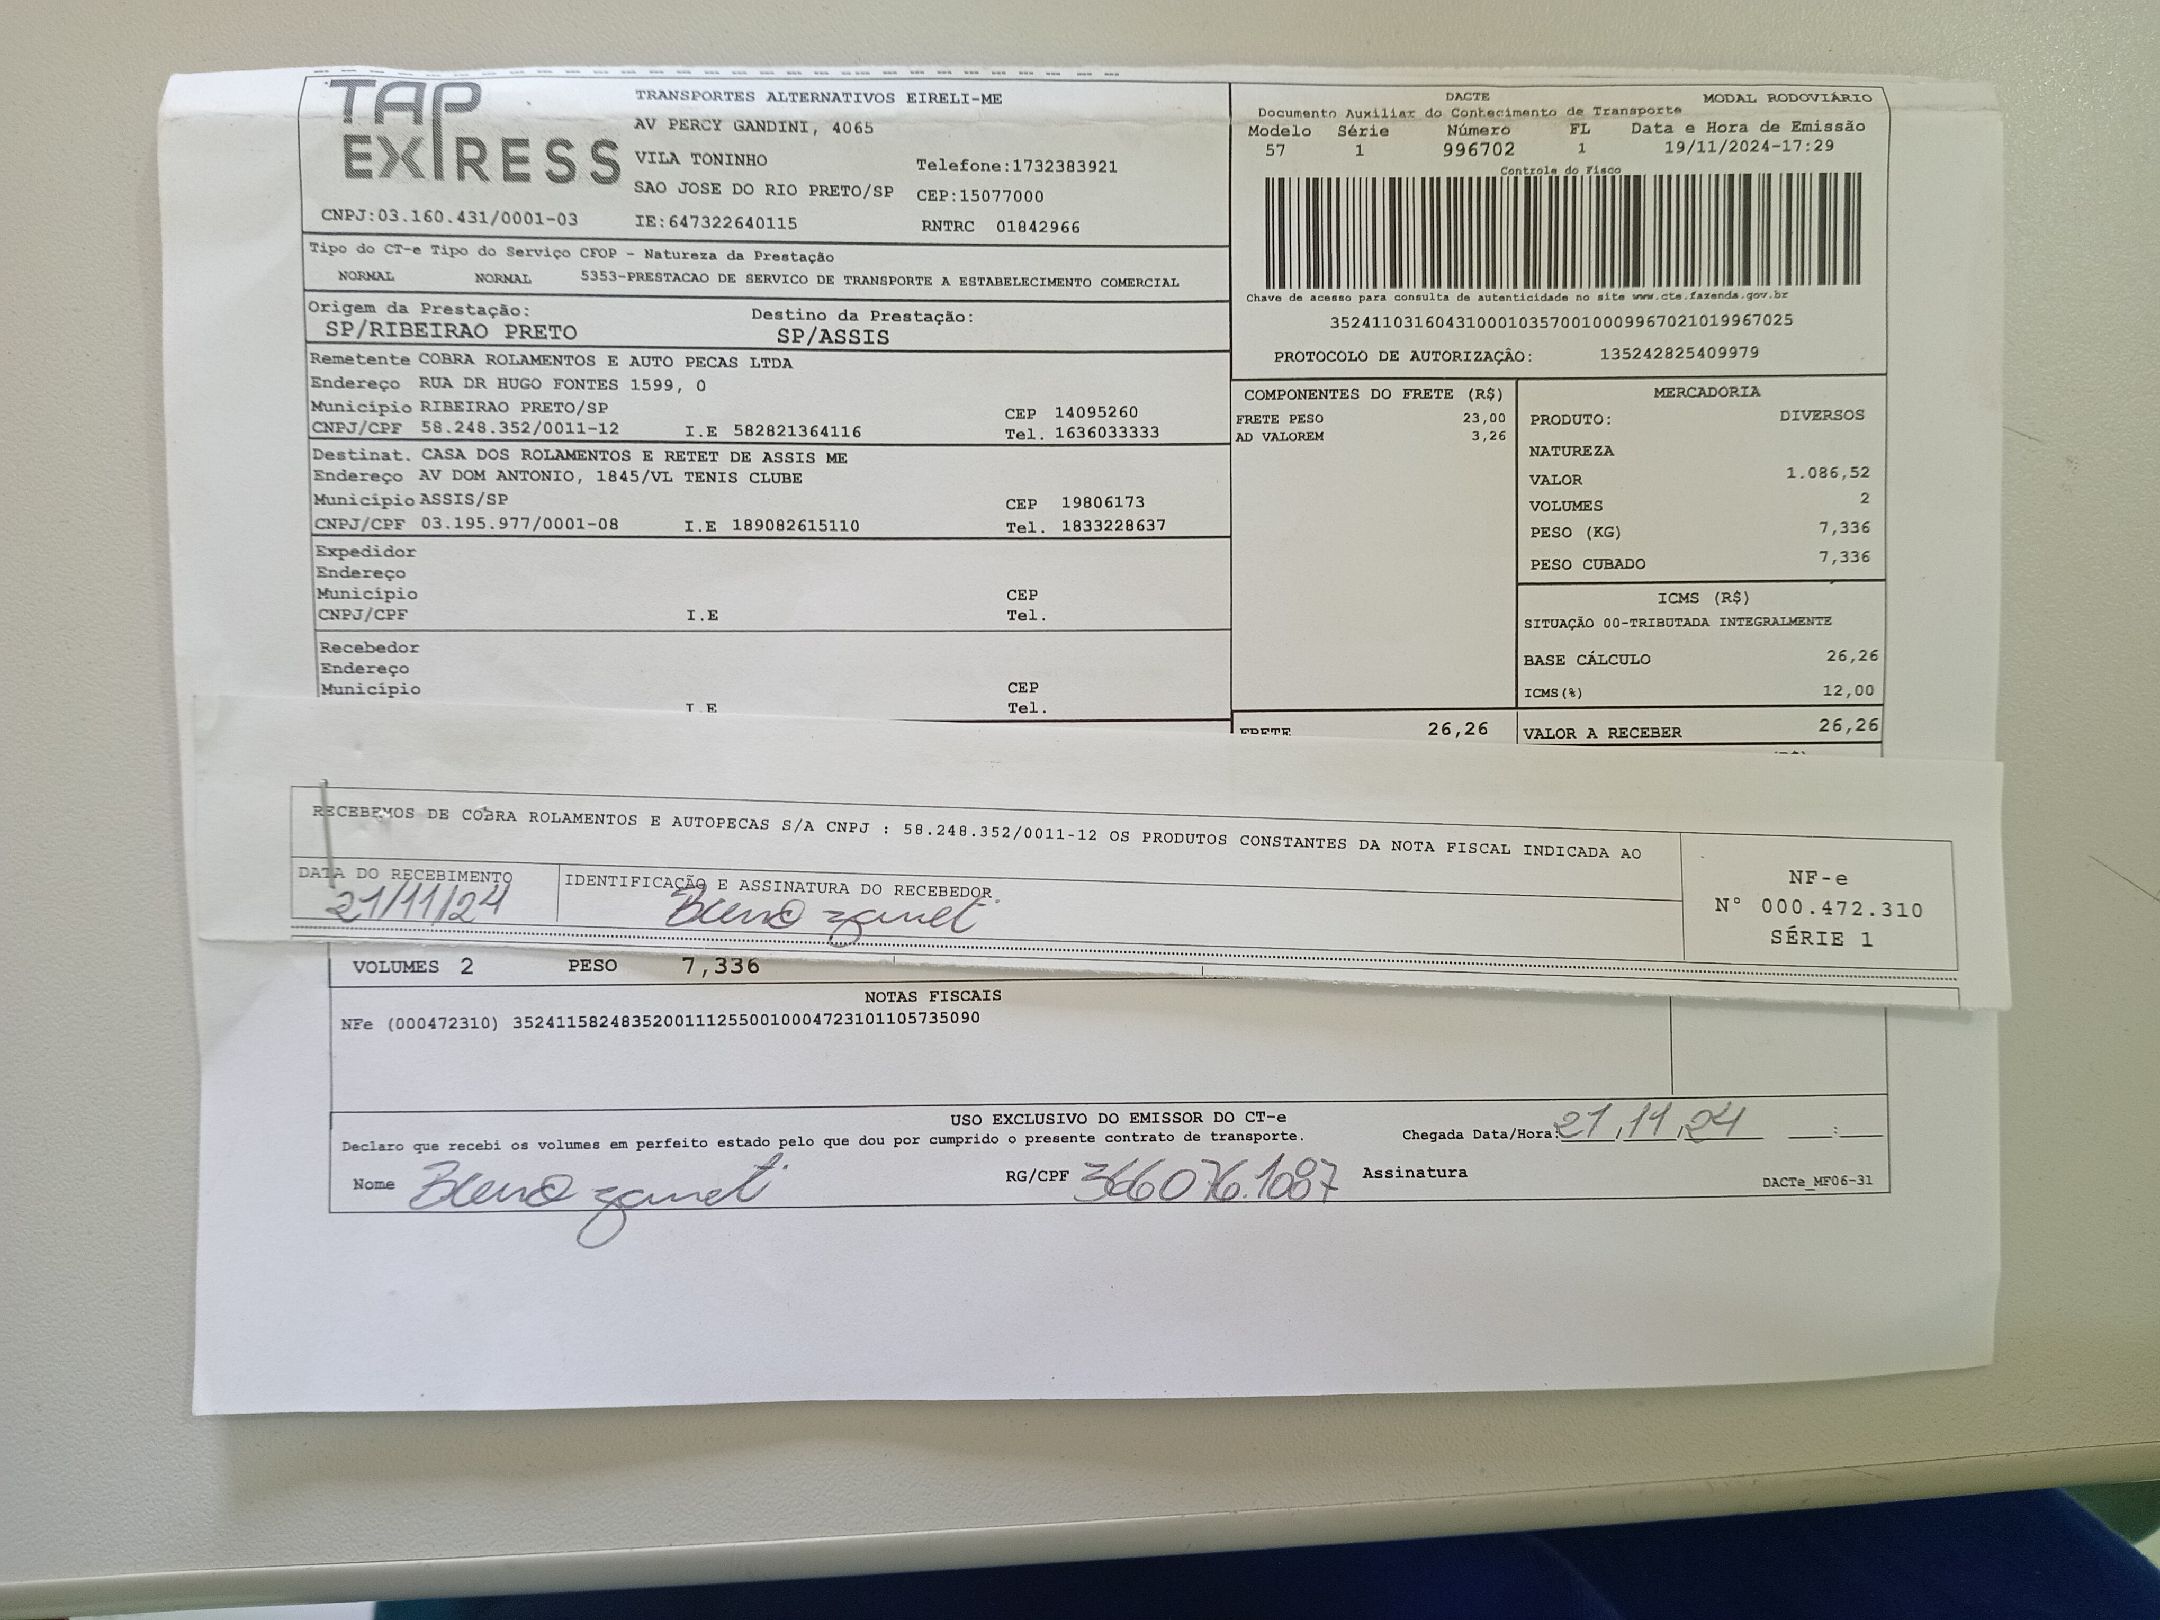 TAP EXPRESS
TRANSPORTES ALTERNATIVOS EIRELI-ME
AV PERCY GANDINI, 4065
VILA TONINHO Telefone:1732383921
SAO JOSE DO RIO PRETO/SP CEP:15077000
CNPJ:03.160.431/0001-03 IE:647322640115 RNTRC 01842966
DACTE MODAL RODOVIÁRIO
Documento Auxiliar do Conhecimento de Transporte
Modelo Série Número FL Data e Hora de Emissão
57 1 996702 1 19/11/2024-17:29
Controle do Fisco
Chave de acesso para consulta de autenticidade no site www.cte.fazenda.gov.br
35241103160431000103570010009967021019967025
PROTOCOLO DE AUTORIZAÇÃO: 135242825409979
Tipo do CT-e Tipo do Serviço CFOP - Natureza da Prestação
NORMAL NORMAL 5353-PRESTACAO DE SERVICO DE TRANSPORTE A ESTABELECIMENTO COMERCIAL
Origem da Prestação: Destino da Prestação:
SP/RIBEIRAO PRETO SP/ASSIS
Remetente COBRA ROLAMENTOS E AUTO PECAS LTDA
Endereço RUA DR HUGO FONTES 1599, 0
Município RIBEIRAO PRETO/SP CEP 14095260
CNPJ/CPF 58.248.352/0011-12 I.E 582821364116 Tel. 1636033333
Destinat. CASA DOS ROLAMENTOS E RETET DE ASSIS ME
Endereço AV DOM ANTONIO, 1845/VL TENIS CLUBE
Município ASSIS/SP CEP 19806173
CNPJ/CPF 03.195.977/0001-08 I.E 189082615110 Tel. 1833228637
Expedidor
Endereço
Município CEP
CNPJ/CPF I.E Tel.
Recebedor
Endereço
Município CEP
I.E Tel.
COMPONENTES DO FRETE (R$)
FRETE PESO 23,00
AD VALOREM 3,26
FRETE 26,26
MERCADORIA
PRODUTO: DIVERSOS
NATUREZA
VALOR 1.086,52
VOLUMES 2
PESO (KG) 7,336
PESO CUBADO 7,336
ICMS (R$)
SITUAÇÃO 00-TRIBUTADA INTEGRALMENTE
BASE CÁLCULO 26,26
ICMS(%) 12,00
VALOR A RECEBER 26,26
RECEBEMOS DE COBRA ROLAMENTOS E AUTOPECAS S/A CNPJ : 58.248.352/0011-12 OS PRODUTOS CONSTANTES DA NOTA FISCAL INDICADA AO
DATA DO RECEBIMENTO IDENTIFICAÇÃO E ASSINATURA DO RECEBEDOR.
21/11/24
NF-e
N° 000.472.310
SÉRIE 1
VOLUMES 2 PESO 7,336
NOTAS FISCAIS
NFe (000472310) 35241158248352001112550010004723101105735090
USO EXCLUSIVO DO EMISSOR DO CT-e
Declaro que recebi os volumes em perfeito estado pelo que dou por cumprido o presente contrato de transporte. Chegada Data/Hora: 21,11,24 :
Nome RG/CPF 366076.1087 Assinatura
DACTe_MF06-31